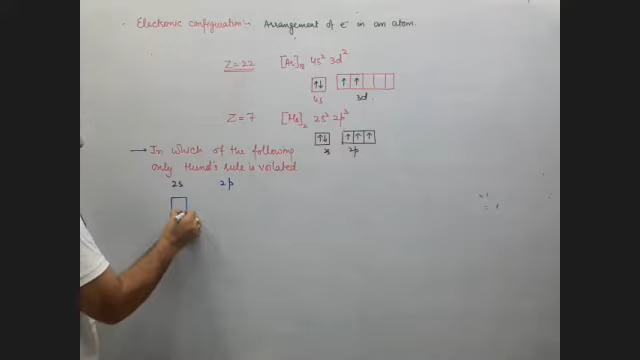 • Electronic configuration:- Arrangement of e⁻ in an atom.
Z=22 [Ar]₁₈ 4s² 3d²
↑↓ ↑ ↑
4s 3d
Z=7 [He]₂ 2s² 2p³
↑↓ ↑ ↑ ↑
2s 2p
→ In which of the following
only Hund's rule is voilated
2s 2p